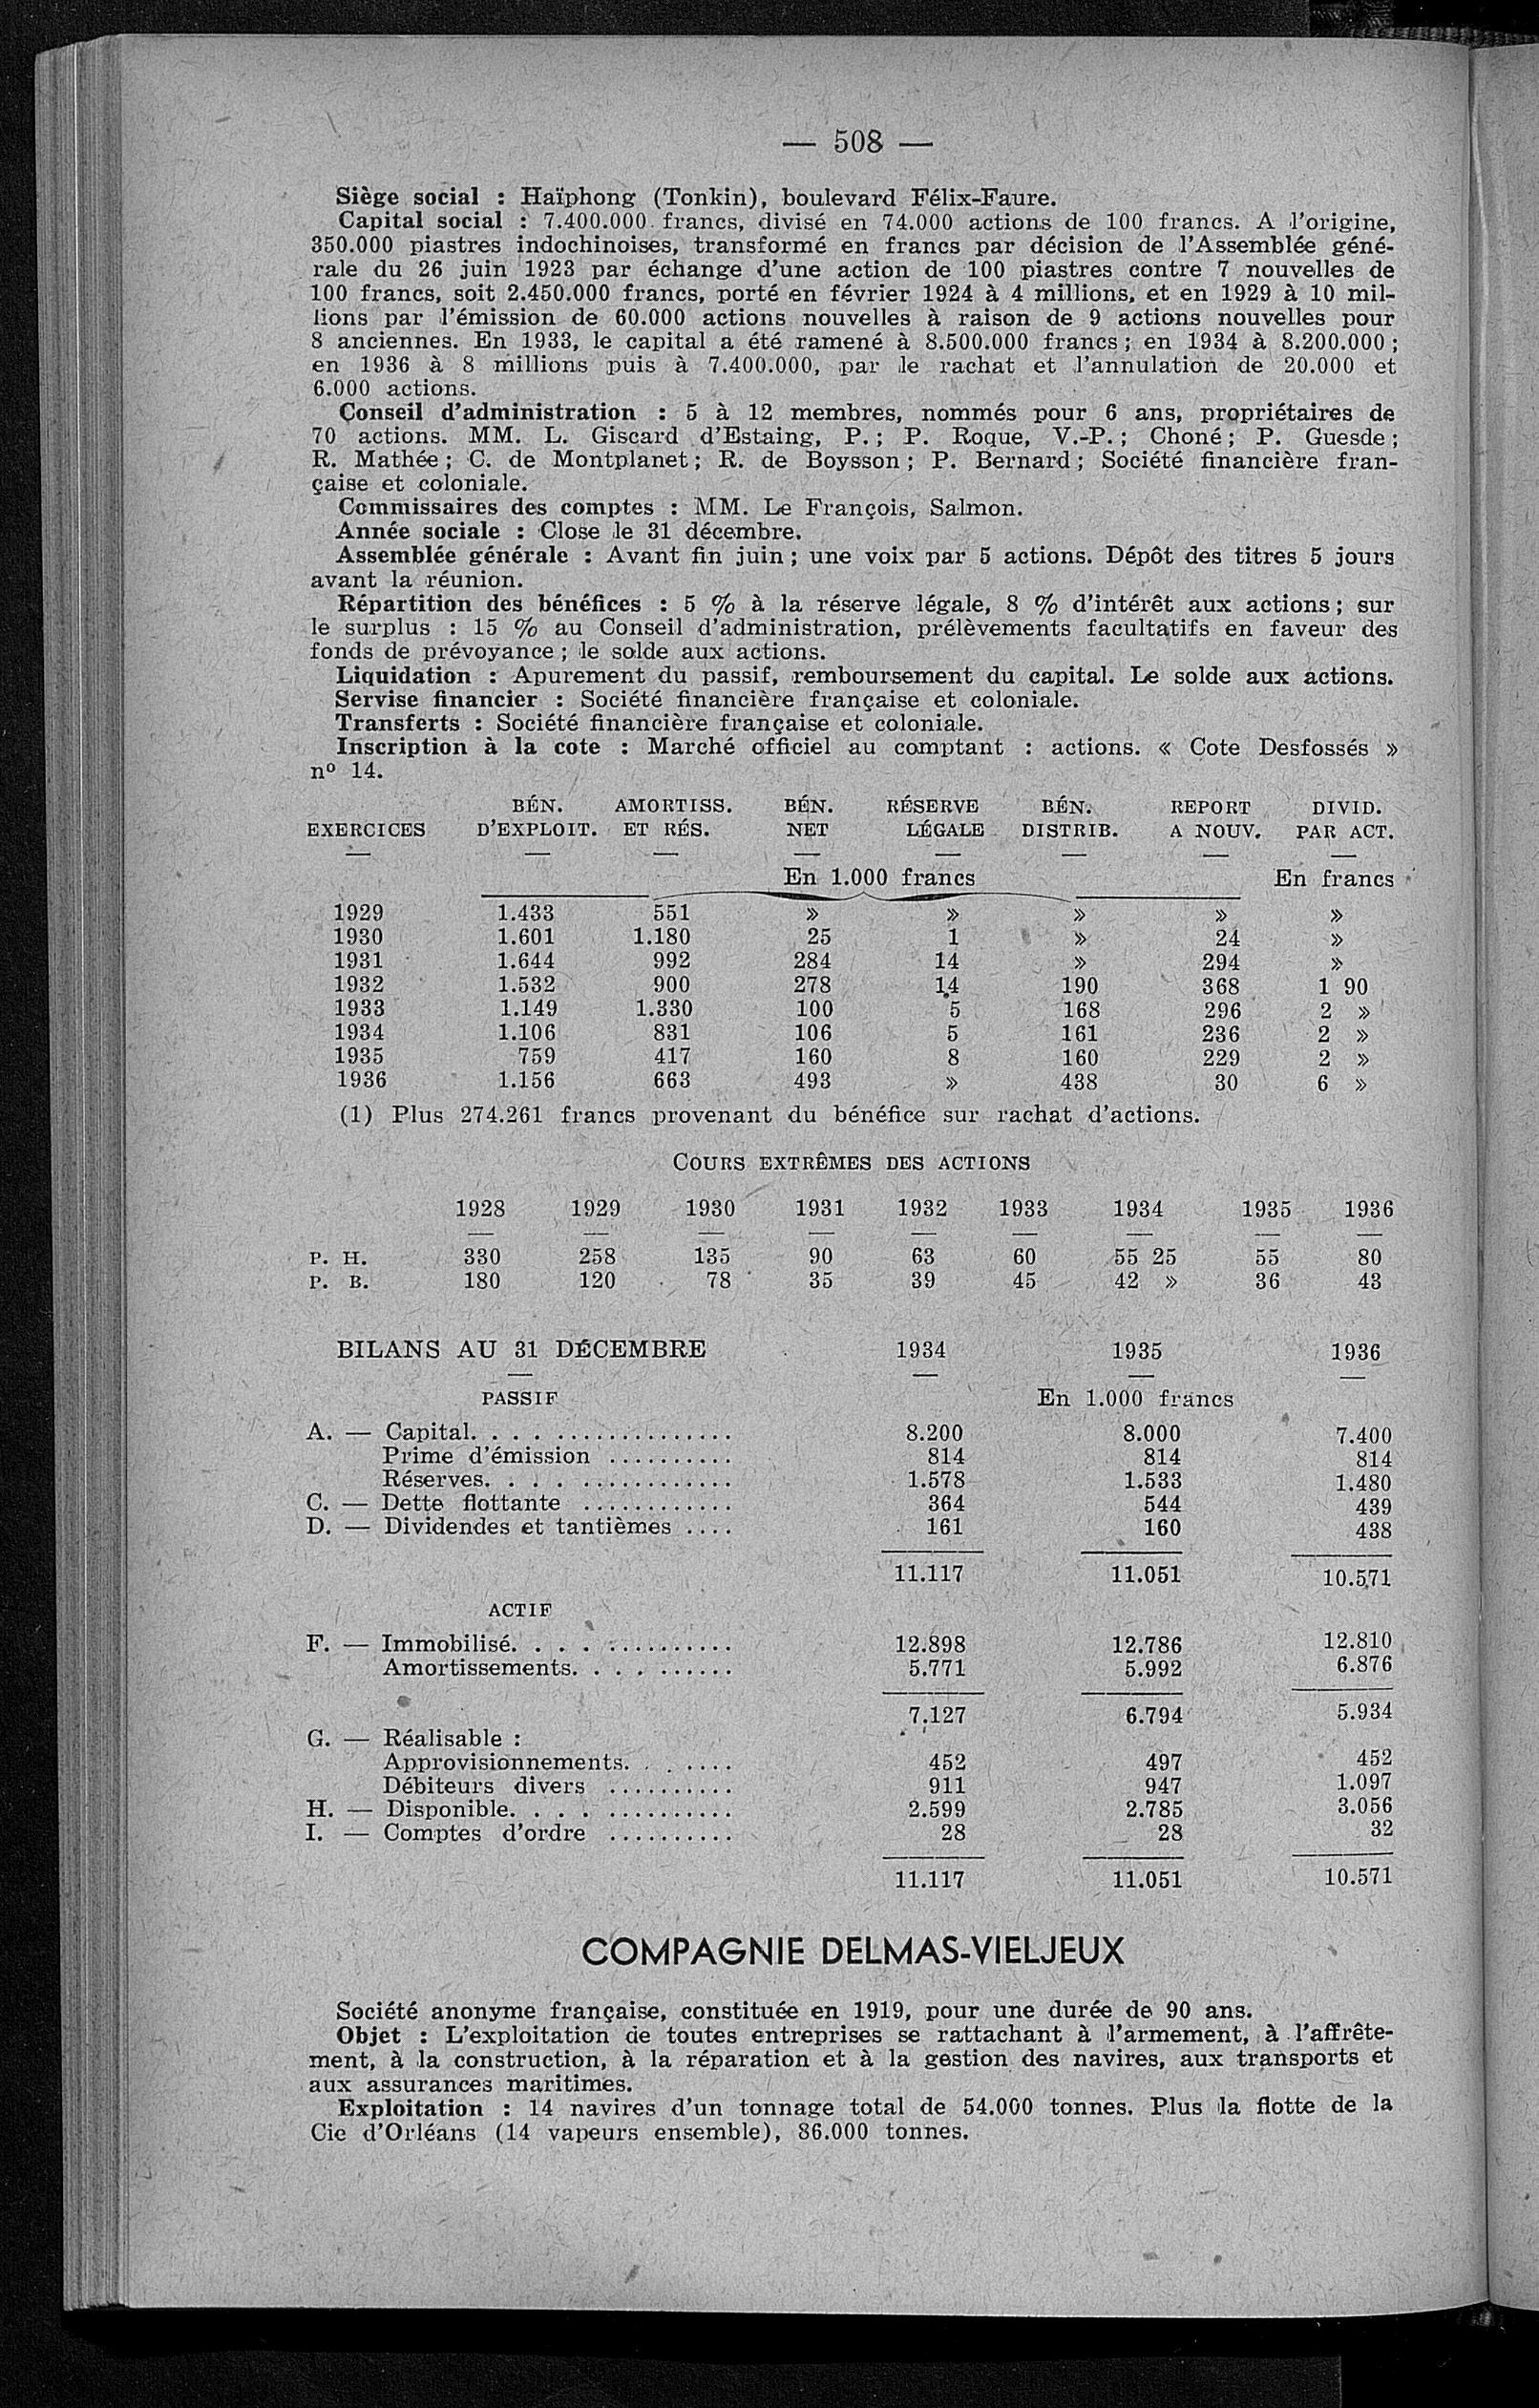 — 508 —
Siège social : Haïphong (Tonkin), boulevard Félix-Faure.
Capital social : 7.400.000 francs, divisé en 74.000 actions de 100 francs. A l'origine,
350.000 piastres indochinoises, transformé en francs par décision de l'Assemblée géné-
rale du 26 juin 1923 par échange d'une action de 100 piastres contre 7 nouvelles de
100 francs, soit 2.450.000 francs, porté en février 1924 à 4 millions, et en 1929 à 10 mil-
lions par l'émission de 60.000 actions nouvelles à raison de 9 actions nouvelles pour
8 anciennes. En 1933, le capital a été ramené à 8.500.000 francs ; en 1934 à 8.200.000 ;
en 1936 à 8 millions puis à 7.400.000, par le rachat et l'annulation de 20.000 et
6.000 actions.
Conseil d'administration : 5 à 12 membres, nommés pour 6 ans, propriétaires de
70 actions. MM. L. Giscard d'Estaing, P. ; P. Roque, V.-P. ; Choné ; P. Guesde ;
R. Mathée ; C. de Montplanet ; R. de Boysson ; P. Bernard ; Société financière fran-
çaise et coloniale.
Commissaires des comptes : MM. Le François, Salmon.
Année sociale : Close le 31 décembre.
Assemblée générale : Avant fin juin ; une voix par 5 actions. Dépôt des titres 5 jours
avant la réunion.
Répartition des bénéfices : 5 % à la réserve légale, 8 % d'intérêt aux actions ; sur
le surplus : 15 % au Conseil d'administration, prélèvements facultatifs en faveur des
fonds de prévoyance ; le solde aux actions.
Liquidation : Apurement du passif, remboursement du capital. Le solde aux actions.
Servise financier : Société financière française et coloniale.
Transferts : Société financière française et coloniale.
Inscription à la cote : Marché officiel au comptant : actions. « Cote Desfossés »
nº 14.
BÉN. AMORTISS. BÉN. RÉSERVE BÉN. REPORT DIVID.
EXERCICES D'EXPLOIT. ET RÉS. NET LÉGALE DISTRIB. A NOUV. PAR ACT.
En 1.000 francs En francs
1929 1.433 551 » » » » »
1930 1.601 1.180 25 1 » 24 »
1931 1.644 992 284 14 » 294 »
1932 1.532 900 278 14 190 368 1 90
1933 1.149 1.330 100 5 168 296 2 »
1934 1.106 831 106 5 161 236 2 »
1935 759 417 160 8 160 229 2 »
1936 1.156 663 493 » 438 30 6 »
(1) Plus 274.261 francs provenant du bénéfice sur rachat d'actions.
COURS EXTRÊMES DES ACTIONS
1928 1929 1930 1931 1932 1933 1934 1935 1936
P. H. 330 258 135 90 63 60 55 25 55 80
P. B. 180 120 78 35 39 45 42 » 36 43
BILANS AU 31 DÉCEMBRE 1934 1935 1936
PASSIF En 1.000 francs
A. — Capital. . . . . . . . . . . . . . . . . 8.200 8.000 7.400
Prime d'émission . . . . . . . . . . 814 814 814
Réserves. . . . . . . . . . . . . . . . 1.578 1.533 1.480
C. — Dette flottante . . . . . . . . . . . . 364 544 439
D. — Dividendes et tantièmes . . . . 161 160 438
11.117 11.051 10.571
ACTIF
F. — Immobilisé. . . . . . . . . . . . . . 12.898 12.786 12.810
Amortissements. . . . . . . . . . . 5.771 5.992 6.876
7.127 6.794 5.934
G. — Réalisable :
Approvisionnements. . . . . . . 452 497 452
Débiteurs divers . . . . . . . . . . 911 947 1.097
H. — Disponible. . . . . . . . . . . . . . 2.599 2.785 3.056
I. — Comptes d'ordre . . . . . . . . . . 28 28 32
11.117 11.051 10.571
COMPAGNIE DELMAS-VIELJEUX
Société anonyme française, constituée en 1919, pour une durée de 90 ans.
Objet : L'exploitation de toutes entreprises se rattachant à l'armement, à l'affrête-
ment, à la construction, à la réparation et à la gestion des navires, aux transports et
aux assurances maritimes.
Exploitation : 14 navires d'un tonnage total de 54.000 tonnes. Plus la flotte de la
Cie d'Orléans (14 vapeurs ensemble), 86.000 tonnes.